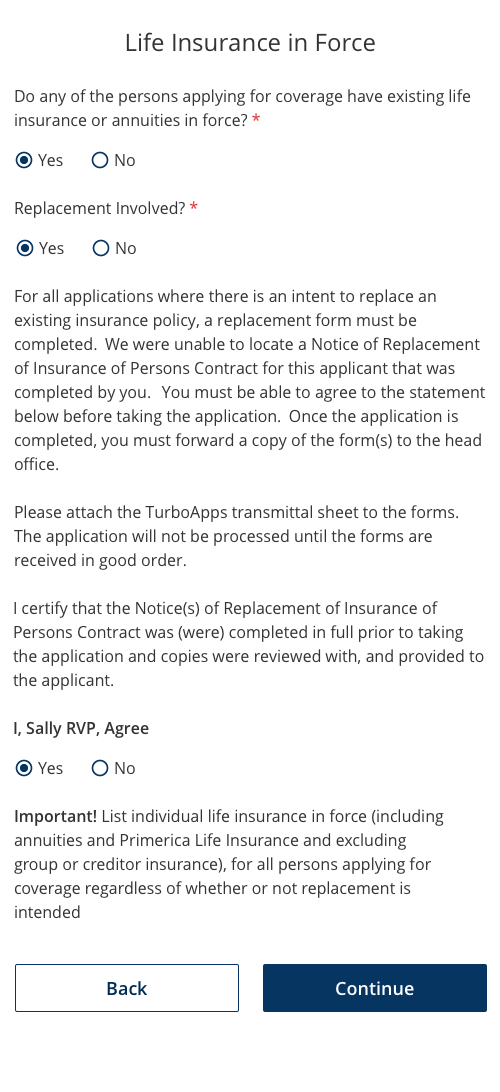 Life Insurance in Force
Do any of the persons applying for coverage have existing life
insurance or annuities in force? *
Yes No
Replacement Involved? *
Yes No
For all applications where there is an intent to replace an
existing insurance policy, a replacement form must be
completed.  We were unable to locate a Notice of Replacement
of Insurance of Persons Contract for this applicant that was
completed by you.   You must be able to agree to the statement
below before taking the application.  Once the application is
completed, you must forward a copy of the form(s) to the head
office.
Please attach the TurboApps transmittal sheet to the forms.
The application will not be processed until the forms are
received in good order.
I certify that the Notice(s) of Replacement of Insurance of
Persons Contract was (were) completed in full prior to taking
the application and copies were reviewed with, and provided to
the applicant.
I, Sally RVP, Agree
Yes No
Important! List individual life insurance in force (including
annuities and Primerica Life Insurance and excluding
group or creditor insurance), for all persons applying for
coverage regardless of whether or not replacement is
intended
Back Continue